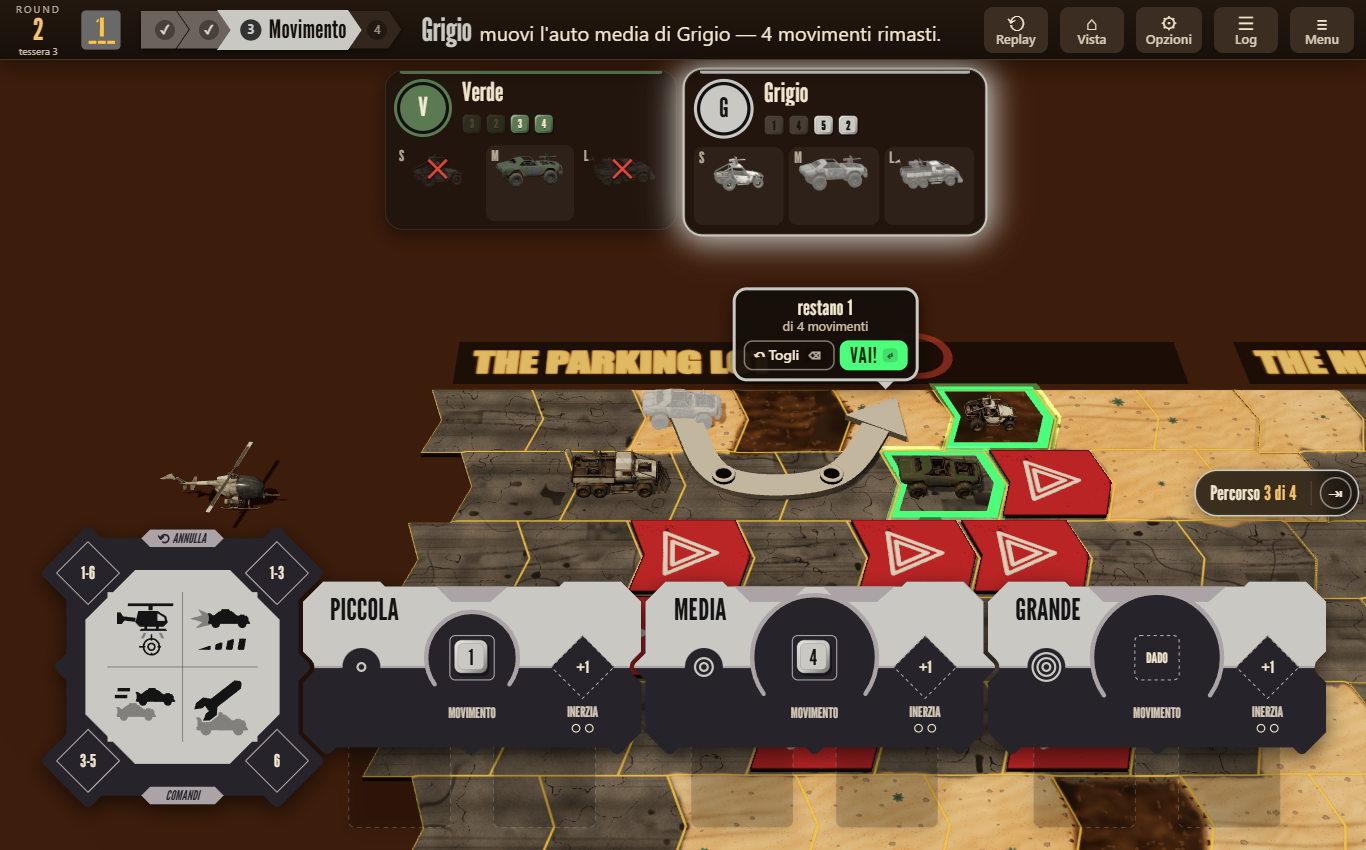 ROUND
2
tessera 3
1
3 Movimento
4
Grigio muovi l'auto media di Grigio — 4 movimenti rimasti.
Replay
Vista
Opzioni
Log
Menu
V
Verde
3 2 3 4
S
M
L
G
Grigio
1 4 5 2
S
M
L
restano 1
di 4 movimenti
Togli
VAI!
THE PARKING L
THE M
Percorso 3 di 4
ANNULLA
1-6
1-3
3-5
6
COMANDI
PICCOLA
1
+1
MOVIMENTO
INERZIA
MEDIA
4
+1
MOVIMENTO
INERZIA
GRANDE
DADO
+1
MOVIMENTO
INERZIA